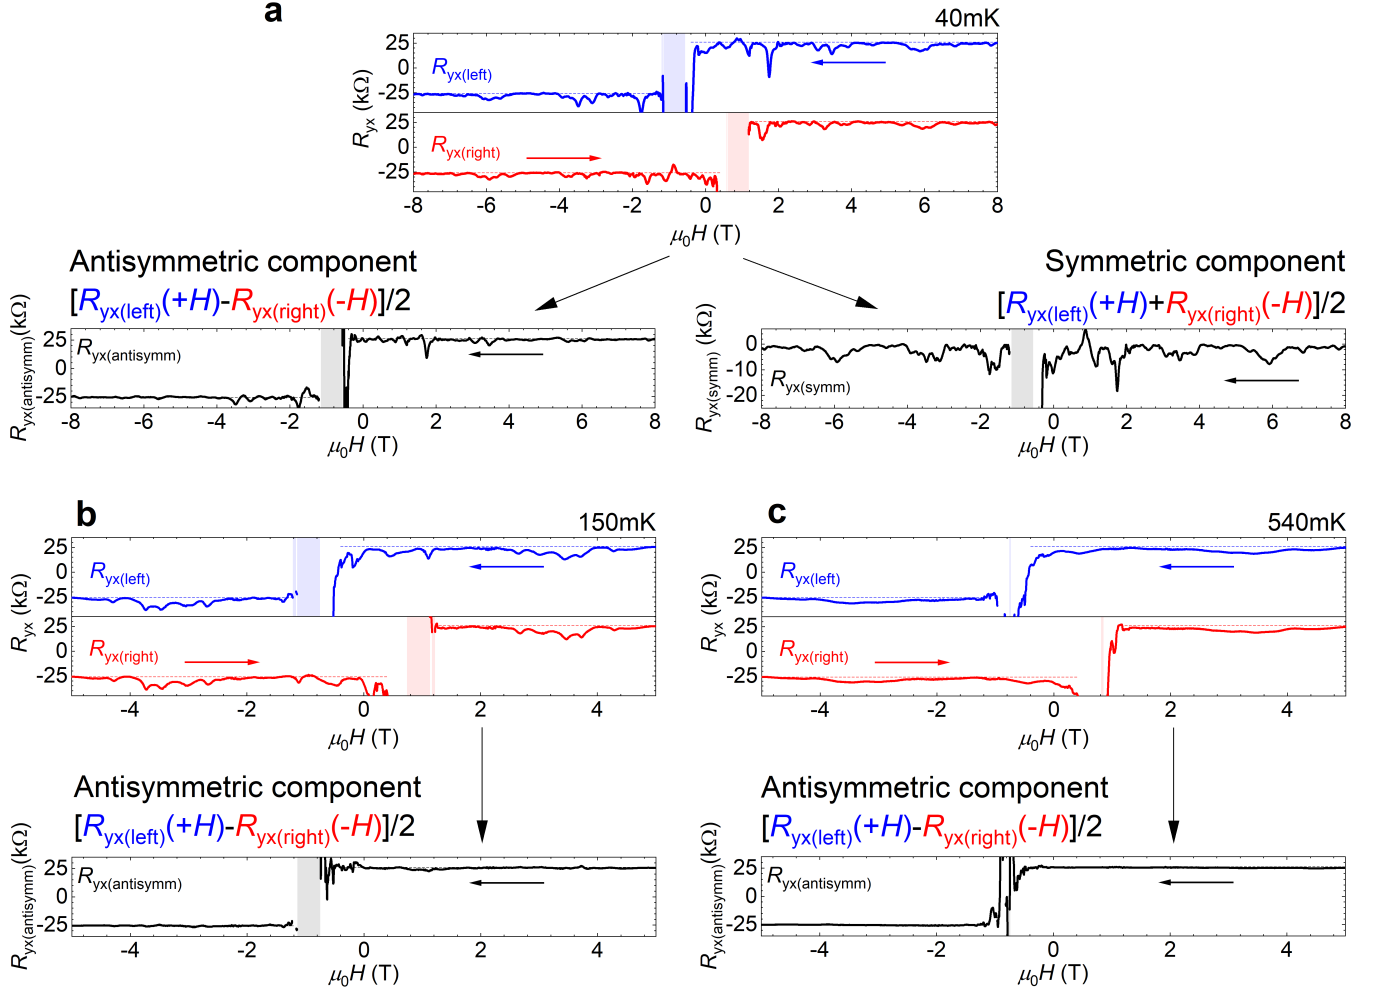 a
40mK
25
0
-25
Ryx(left)
Ryx (kΩ)
25
0
-25
Ryx(right)
-8 -6 -4 -2 0 2 4 6 8
μ0H (T)
Antisymmetric component
[Ryx(left)(+H)-Ryx(right)(-H)]/2
Symmetric component
[Ryx(left)(+H)+Ryx(right)(-H)]/2
Ryx(antisymm)(kΩ)
25
0
-25
Ryx(antisymm)
-8 -6 -4 -2 0 2 4 6 8
μ0H (T)
Ryx(symm) (kΩ)
0
-10
-20
Ryx(symm)
-8 -6 -4 -2 0 2 4 6 8
μ0H (T)
b
150mK
25
0
-25
Ryx(left)
Ryx (kΩ)
25
0
-25
Ryx(right)
-4 -2 0 2 4
μ0H (T)
Antisymmetric component
[Ryx(left)(+H)-Ryx(right)(-H)]/2
Ryx(antisymm)(kΩ)
25
0
-25
Ryx(antisymm)
-4 -2 0 2 4
μ0H (T)
c
540mK
25
0
-25
Ryx(left)
Ryx (kΩ)
25
0
-25
Ryx(right)
-4 -2 0 2 4
μ0H (T)
Antisymmetric component
[Ryx(left)(+H)-Ryx(right)(-H)]/2
Ryx(antisymm)(kΩ)
25
0
-25
Ryx(antisymm)
-4 -2 0 2 4
μ0H (T)